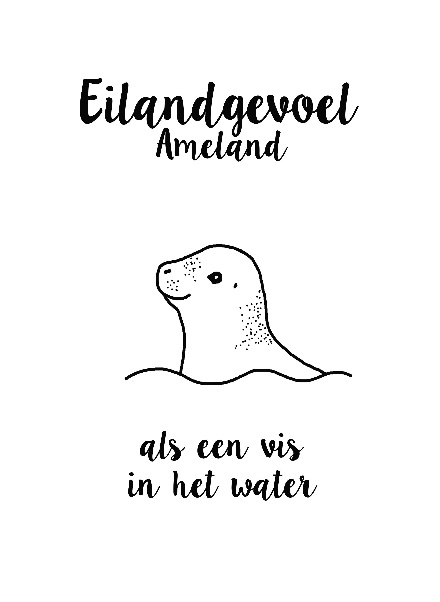 Eilandgevoel
Ameland
als een vis
in het water